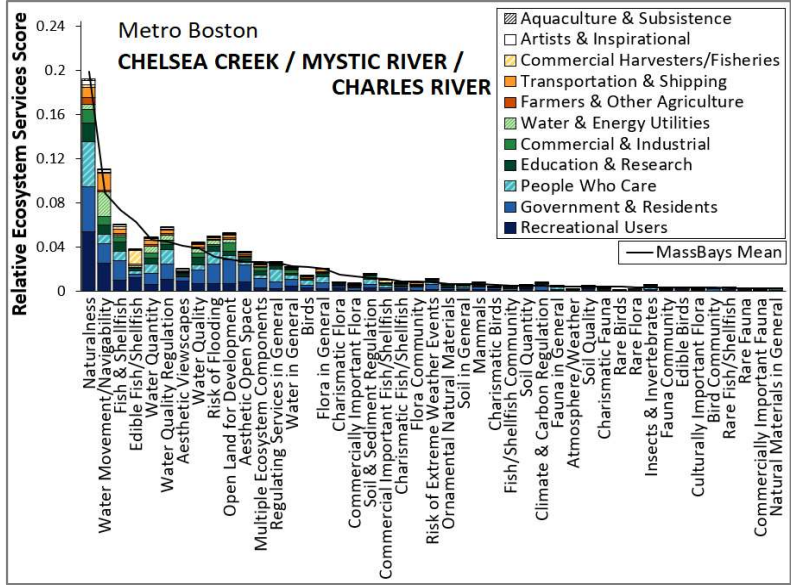 Relative Ecosystem Services Score
0.24
0.2
0.16
0.12
0.08
0.04
0
Metro Boston
CHELSEA CREEK / MYSTIC RIVER /
CHARLES RIVER
Aquaculture & Subsistence
Artists & Inspirational
Commercial Harvesters/Fisheries
Transportation & Shipping
Farmers & Other Agriculture
Water & Energy Utilities
Commercial & Industrial
Education & Research
People Who Care
Government & Residents
Recreational Users
MassBays Mean
Naturalness
Water Movement/Navigability
Fish & Shellfish
Edible Fish/Shellfish
Water Quantity
Water Quality Regulation
Aesthetic Viewscapes
Water Quality
Risk of Flooding
Open Land for Development
Aesthetic Open Space
Multiple Ecosystem Components
Regulating Services in General
Water in General
Birds
Flora in General
Charismatic Flora
Commercially Important Flora
Soil & Sediment Regulation
Commercial Important Fish/Shellfish
Charismatic Fish/Shellfish
Flora Community
Risk of Extreme Weather Events
Ornamental Natural Materials
Soil in General
Mammals
Charismatic Birds
Fish/Shellfish Community
Soil Quantity
Climate & Carbon Regulation
Fauna in General
Atmosphere/Weather
Soil Quality
Charismatic Fauna
Rare Birds
Rare Flora
Insects & Invertebrates
Fauna Community
Edible Birds
Culturally Important Flora
Bird Community
Rare Fish/Shellfish
Rare Fauna
Commercially Important Fauna
Natural Materials in General